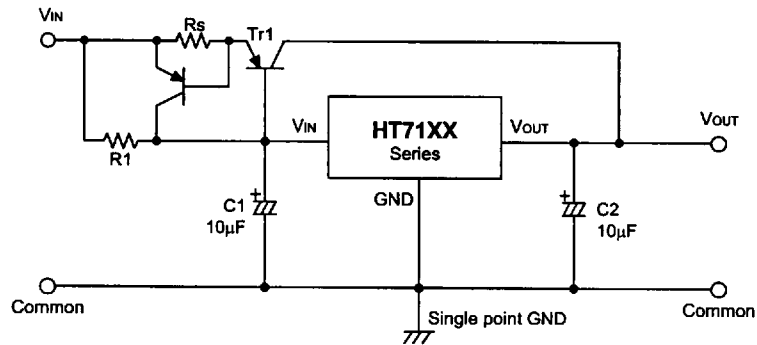 VIN
Rs
Tr1
R1
VIN
HT71XX
Series
VOUT
VOUT
GND
C1
10µF
C2
10µF
Common
Single point GND
Common
+
+